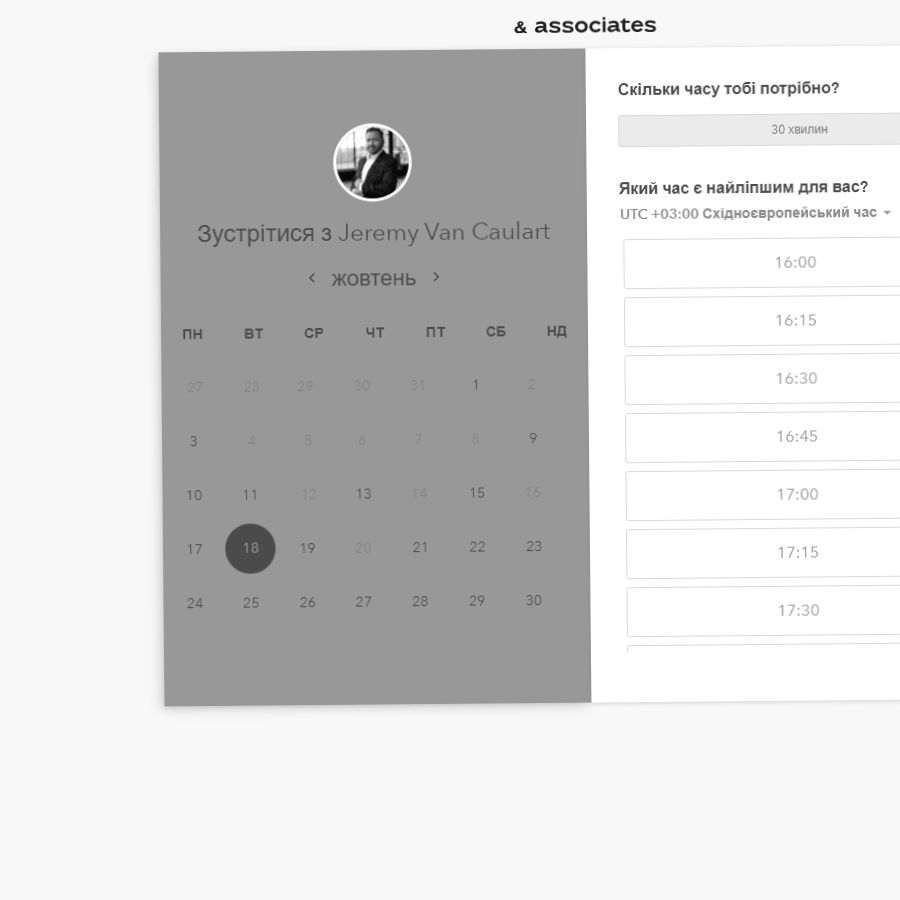 & associates
Зустрітися з Jeremy Van Caulart
жовтень
ПН ВТ СР ЧТ ПТ СБ НД
27 28 29 30 31 1 2
3 4 5 6 7 8 9
10 11 12 13 14 15 16
17 18 19 20 21 22 23
24 25 26 27 28 29 30
Скільки часу тобі потрібно?
30 хвилин
Який час є найліпшим для вас?
UTC +03:00 Східноєвропейський час
16:00
16:15
16:30
16:45
17:00
17:15
17:30